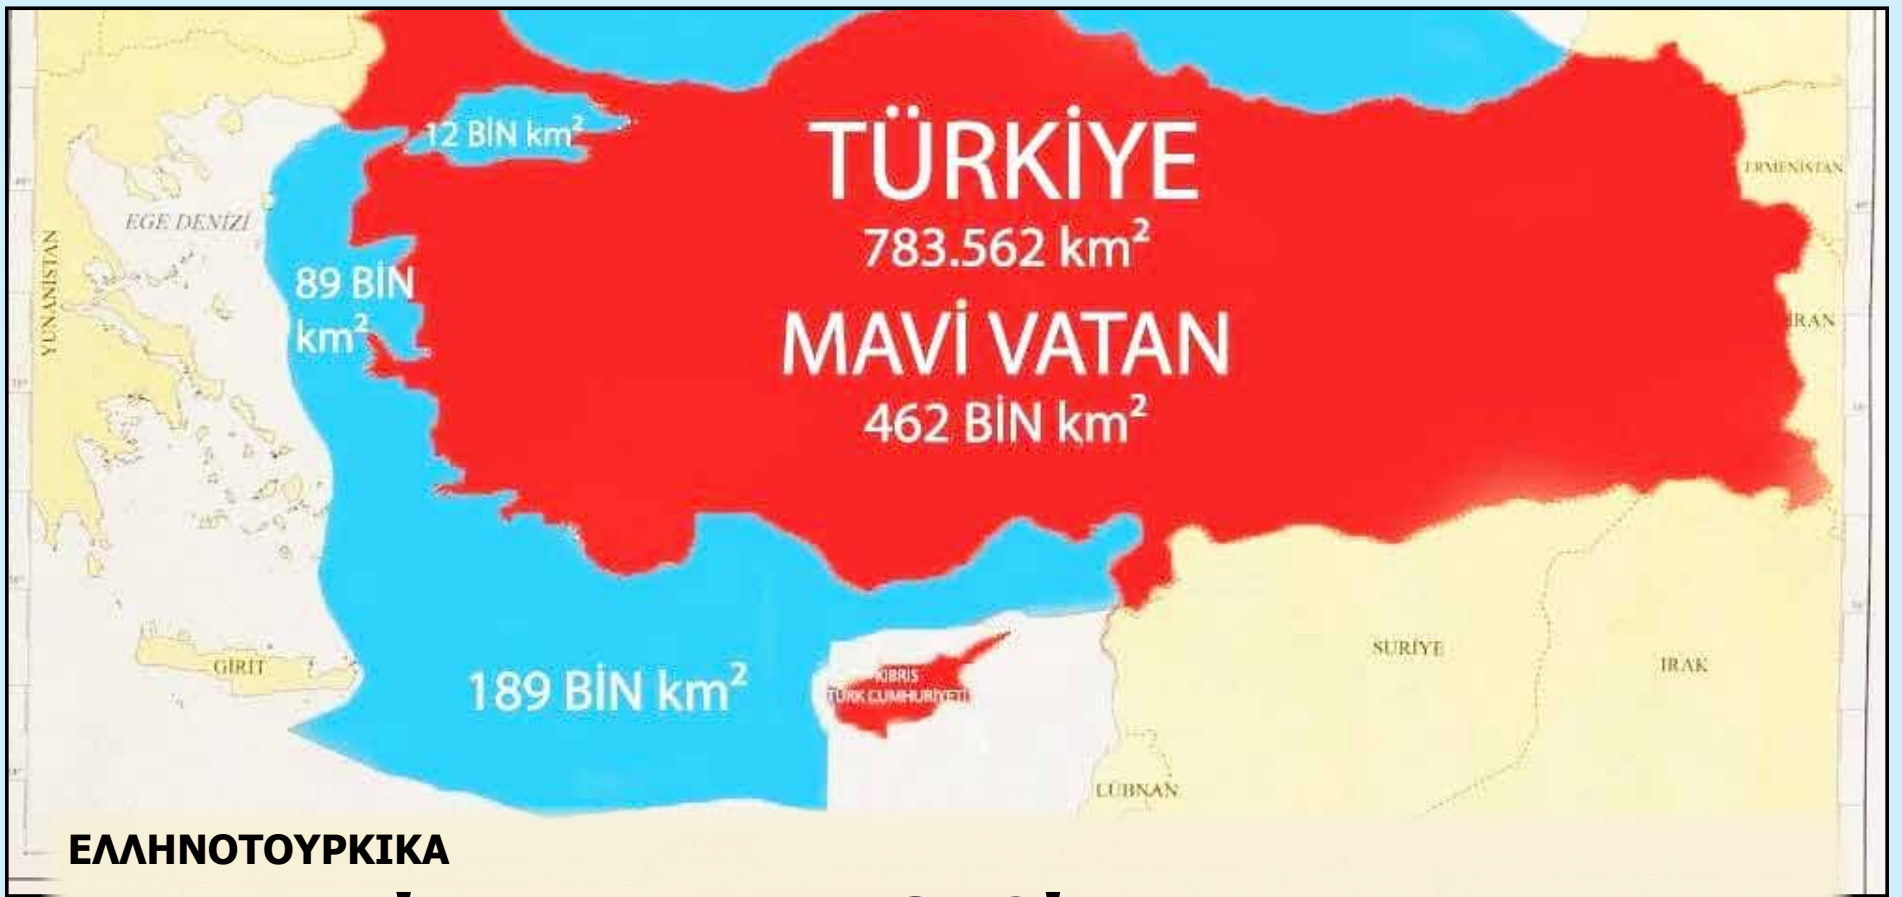 12 BİN km²
TÜRKİYE
783.562 km²
MAVİ VATAN
462 BİN km²
ERMENİSTAN
EGE DENİZİ
YUNANİSTAN
89 BİN
km²
İRAN
189 BİN km²
KIBRIS
TÜRK CUMHURİYETİ
GİRİT
SURİYE
IRAK
LÜBNAN
ΕΛΛΗΝΟΤΟΥΡΚΙΚΑ